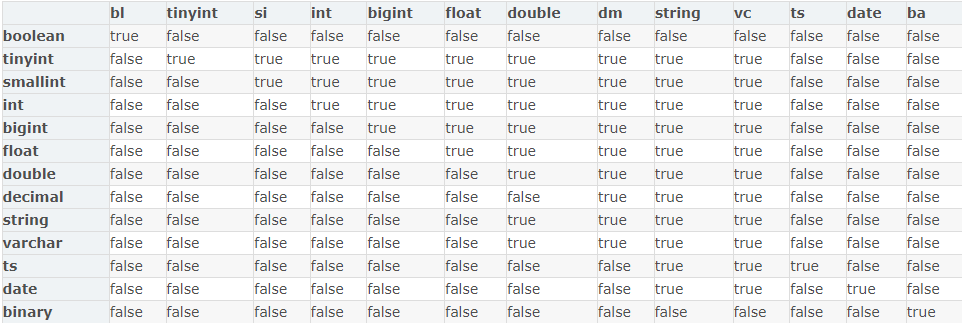 bl tinyint si int bigint float double dm string vc ts date ba
boolean true false false false false false false false false false false false false
tinyint false true true true true true true true true true false false false
smallint false false true true true true true true true true false false false
int false false false true true true true true true true false false false
bigint false false false false true true true true true true false false false
float false false false false false true true true true true false false false
double false false false false false false true true true true false false false
decimal false false false false false false false true true true false false false
string false false false false false false true true true true false false false
varchar false false false false false false true true true true false false false
ts false false false false false false false false true true true false false
date false false false false false false false false true true false true false
binary false false false false false false false false false false false false true